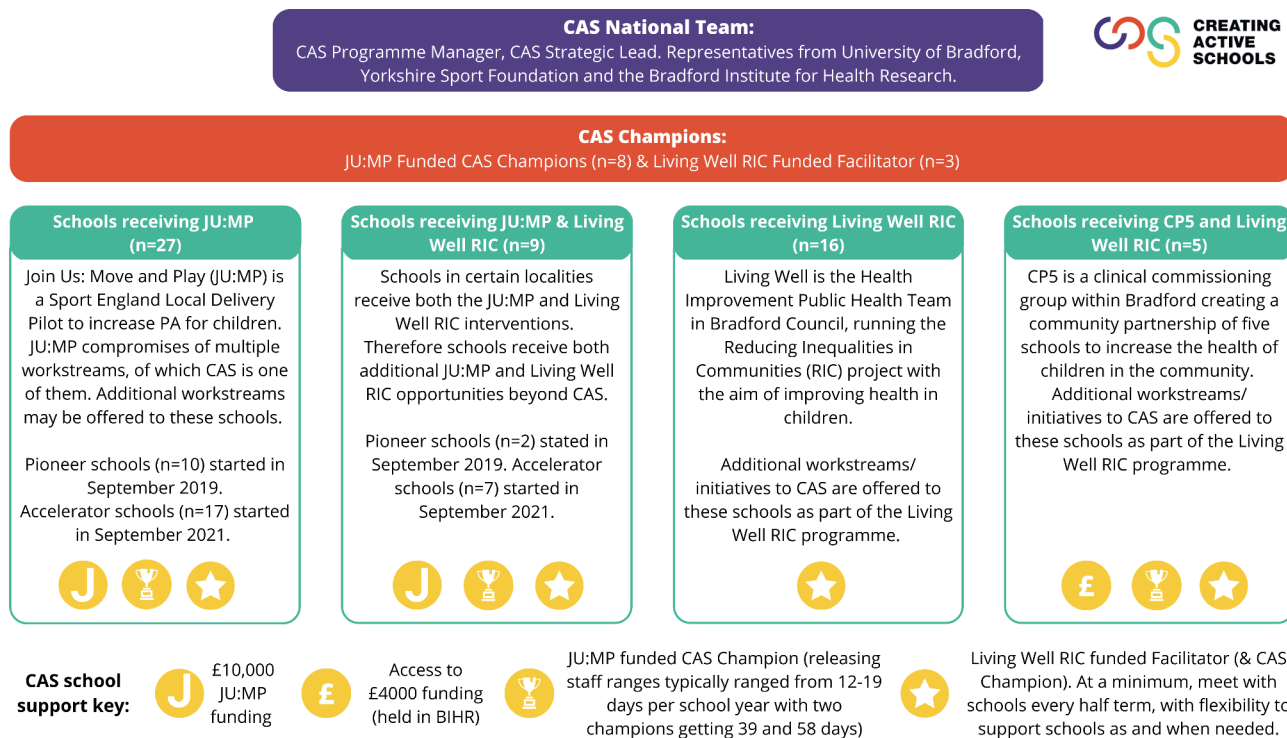 CAS National Team:
CAS Programme Manager, CAS Strategic Lead. Representatives from University of Bradford,
Yorkshire Sport Foundation and the Bradford Institute for Health Research.
CREATING
ACTIVE
SCHOOLS
CAS Champions:
JU:MP Funded CAS Champions (n=8) & Living Well RIC Funded Facilitator (n=3)
Schools receiving JU:MP
(n=27)
Join Us: Move and Play (JU:MP) is
a Sport England Local Delivery
Pilot to increase PA for children.
JU:MP compromises of multiple
workstreams, of which CAS is one
of them. Additional workstreams
may be offered to these schools.
Pioneer schools (n=10) started in
September 2019.
Accelerator schools (n=17) started
in September 2021.
J
Schools receiving JU:MP & Living
Well RIC (n=9)
Schools in certain localities
receive both the JU:MP and Living
Well RIC interventions.
Therefore schools receive both
additional JU:MP and Living Well
RIC opportunities beyond CAS.
Pioneer schools (n=2) stated in
September 2019. Accelerator
schools (n=7) started in
September 2021.
J
Schools receiving Living Well RIC
(n=16)
Living Well is the Health
Improvement Public Health Team
in Bradford Council, running the
Reducing Inequalities in
Communities (RIC) project with
the aim of improving health in
children.
Additional workstreams/
initiatives to CAS are offered to
these schools as part of the Living
Well RIC programme.
Schools receiving CP5 and Living
Well RIC (n=5)
CP5 is a clinical commissioning
group within Bradford creating a
community partnership of five
schools to increase the health of
children in the community.
Additional workstreams/
initiatives to CAS are offered to
these schools as part of the Living
Well RIC programme.
£
CAS school
support key:
J
£10,000
JU:MP
funding
£
Access to
£4000 funding
(held in BIHR)
JU:MP funded CAS Champion (releasing
staff ranges typically ranged from 12-19
days per school year with two
champions getting 39 and 58 days)
Living Well RIC funded Facilitator (& CAS
Champion). At a minimum, meet with
schools every half term, with flexibility to
support schools as and when needed.